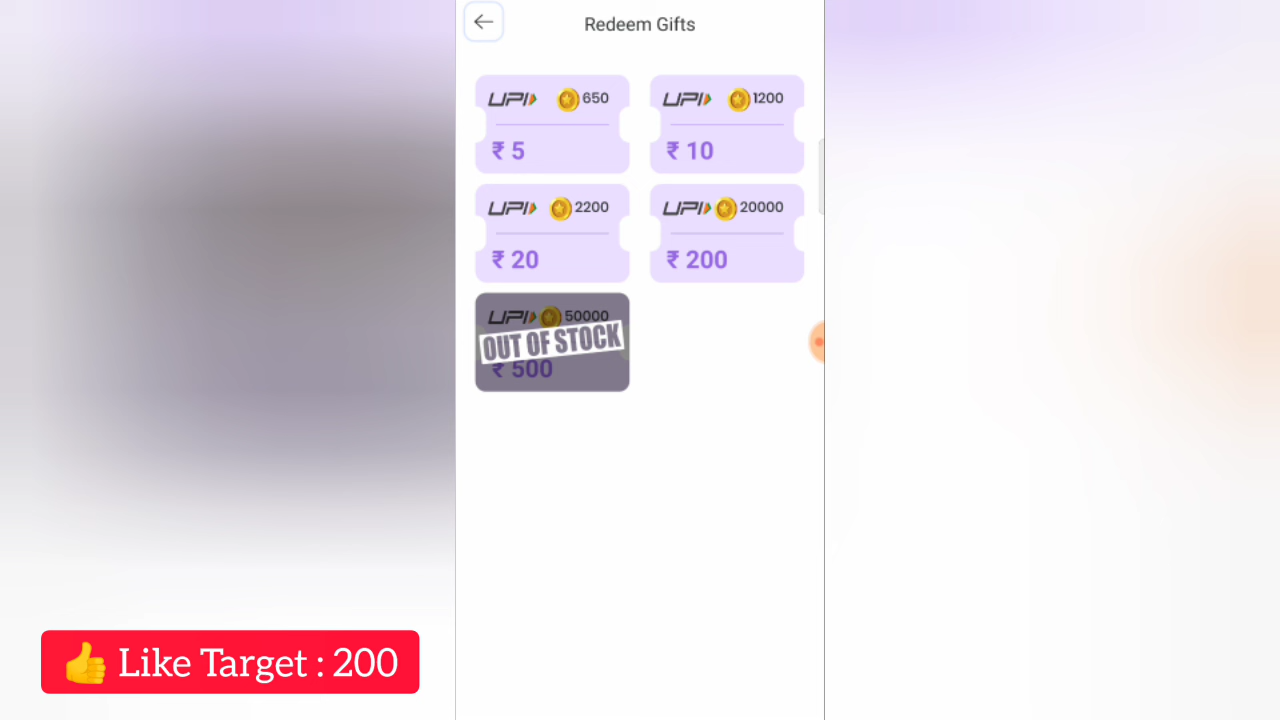 Redeem Gifts
UPI 650
₹ 5
UPI 1200
₹ 10
UPI 2200
₹ 20
UPI 20000
₹ 200
UPI 50000
OUT OF STOCK
₹ 500
👍 Like Target : 200